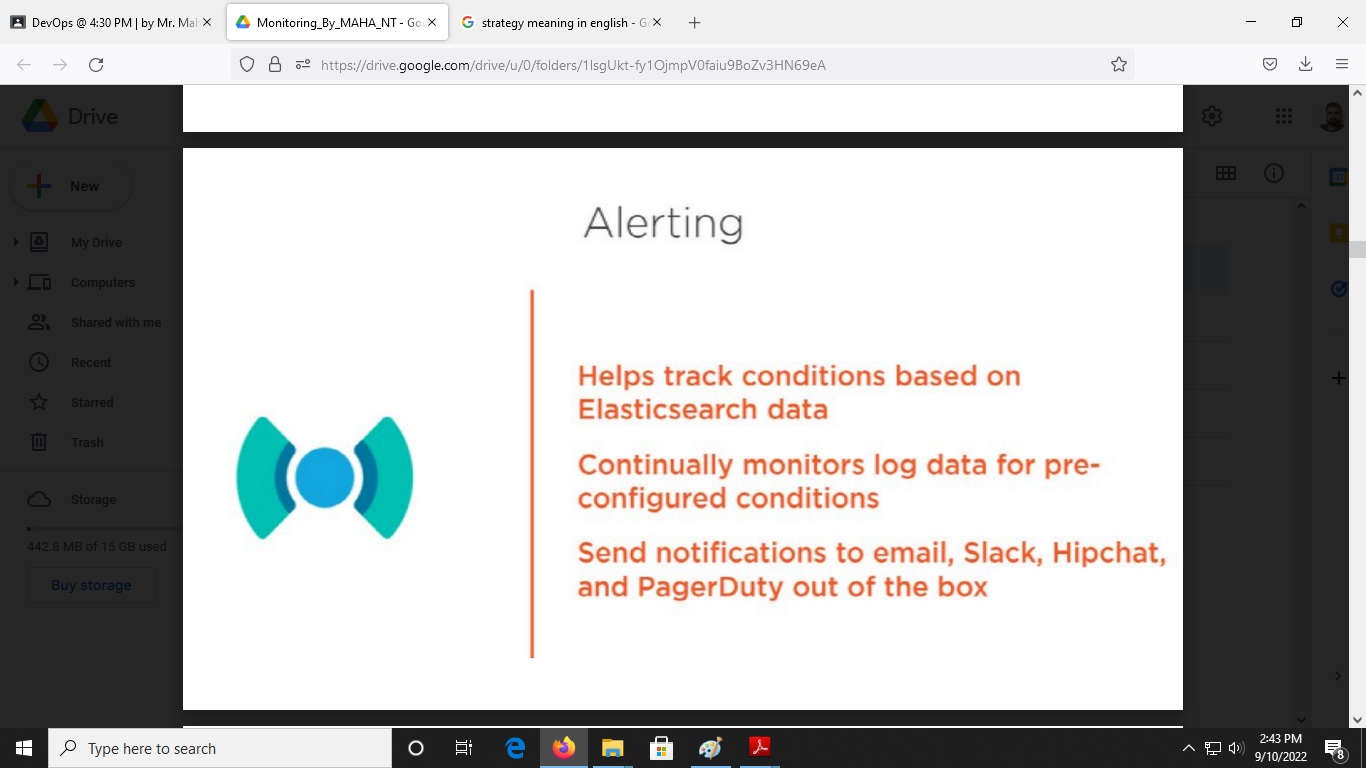 DevOps @ 4:30 PM | by Mr. Mah
Monitoring_By_MAHA_NT - Goo
strategy meaning in english - Go
https://drive.google.com/drive/u/0/folders/1lsgUkt-fy1OjmpV0faiu9BoZv3HN69eA
Drive
New
My Drive
Computers
Shared with me
Recent
Starred
Trash
Storage
442.8 MB of 15 GB used
Buy storage
Alerting
Helps track conditions based on
Elasticsearch data
Continually monitors log data for pre-
configured conditions
Send notifications to email, Slack, Hipchat,
and PagerDuty out of the box
Type here to search
2:43 PM
9/10/2022
8